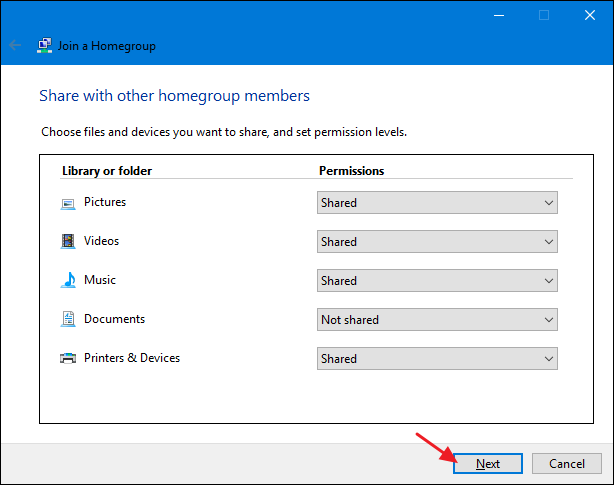 Join a Homegroup
Share with other homegroup members
Choose files and devices you want to share, and set permission levels.
Library or folder Permissions
Pictures Shared
Videos Shared
Music Shared
Documents Not shared
Printers & Devices Shared
Next Cancel